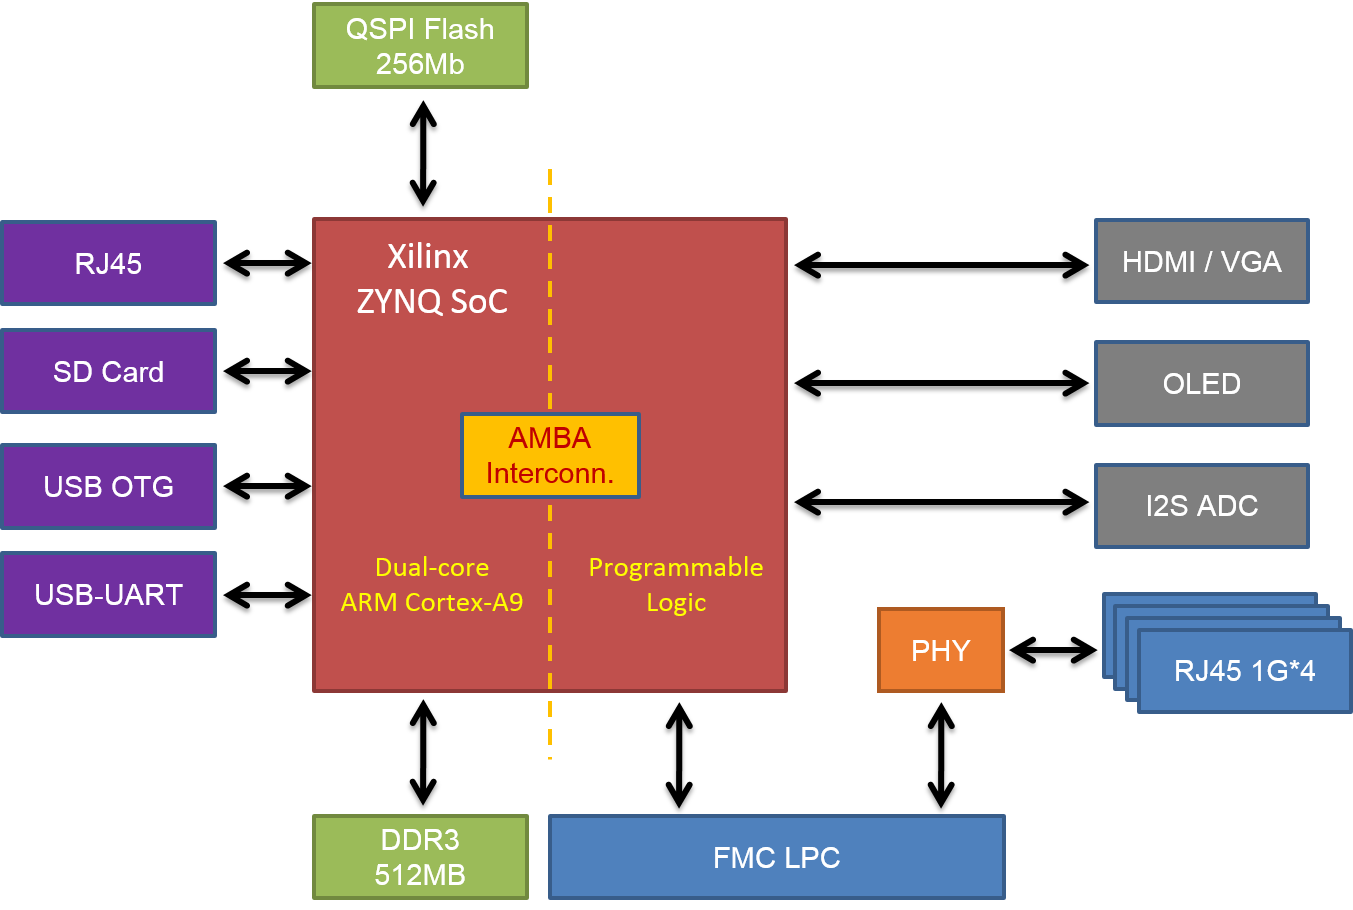 QSPI Flash
256Mb
RJ45
SD Card
USB OTG
USB-UART
Xilinx
ZYNQ SoC
AMBA
Interconn.
Dual-core
ARM Cortex-A9
Programmable
Logic
HDMI / VGA
OLED
I2S ADC
PHY
RJ45 1G*4
DDR3
512MB
FMC LPC